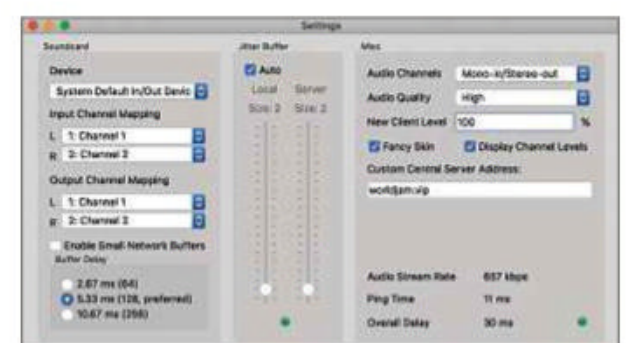 Settings
Soundcard
Device
System Default In/Out Devic
Input Channel Mapping
L 1: Channel 1
R 2: Channel 2
Output Channel Mapping
L 1: Channel 1
R 2: Channel 2
Enable Small Network Buffers
Buffer Delay
2.67 ms (64)
5.33 ms (128, preferred)
10.67 ms (256)
Jitter Buffer
Auto
Local Server
Size: 2 Size: 2
Misc
Audio Channels Mono-in/Stereo-out
Audio Quality High
New Client Level 100 %
Fancy Skin Display Channel Levels
Custom Central Server Address:
worldjam.vip
Audio Stream Rate 657 kbps
Ping Time 11 ms
Overall Delay 30 ms